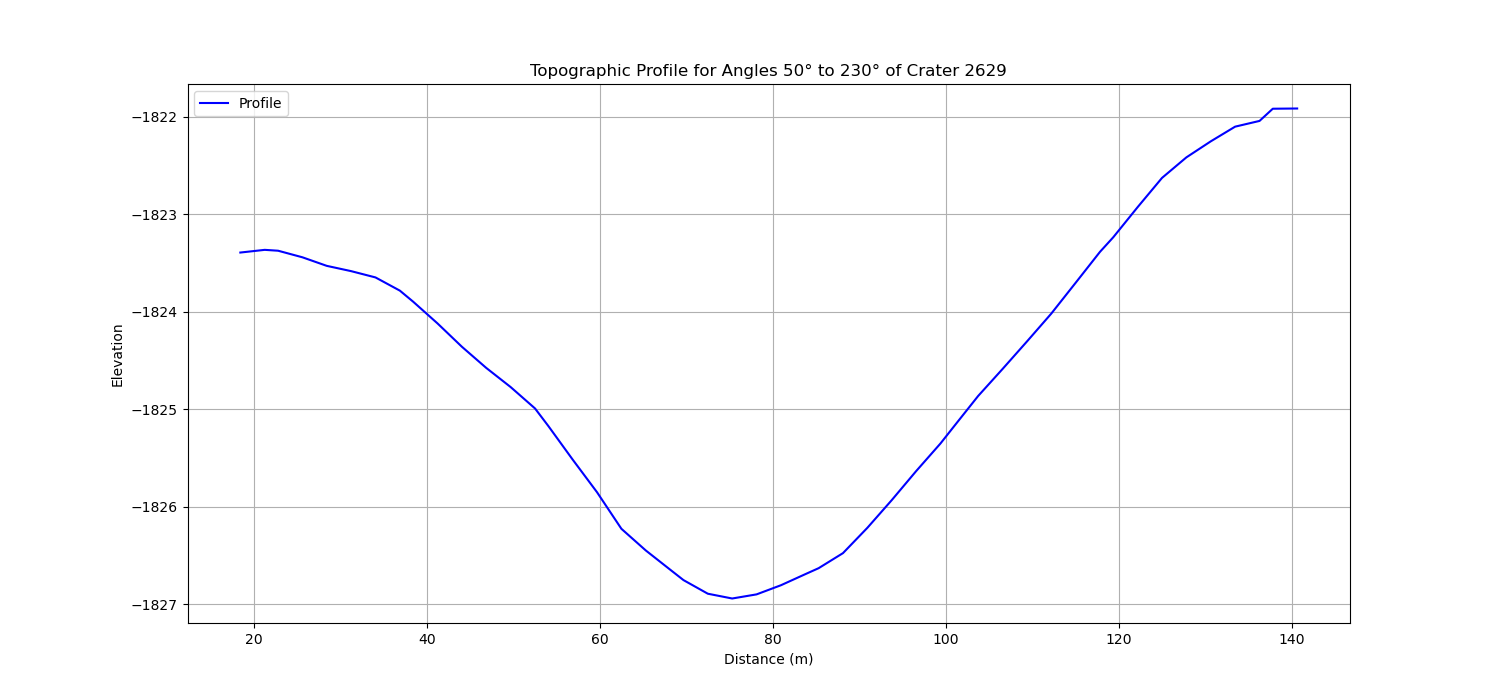 Topographic Profile for Angles 50° to 230° of Crater 2629
Profile
−1822
−1823
−1824
−1825
−1826
−1827
Elevation
20 40 60 80 100 120 140
Distance (m)